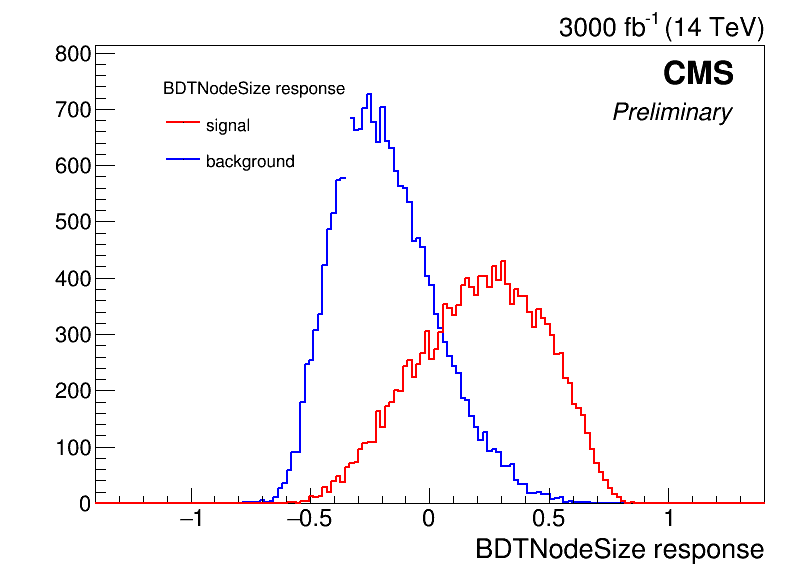 3000 fb-1 (14 TeV)
CMS
Preliminary
BDTNodeSize response
signal
background
800
700
600
500
400
300
200
100
0
−1 −0.5 0 0.5 1
BDTNodeSize response